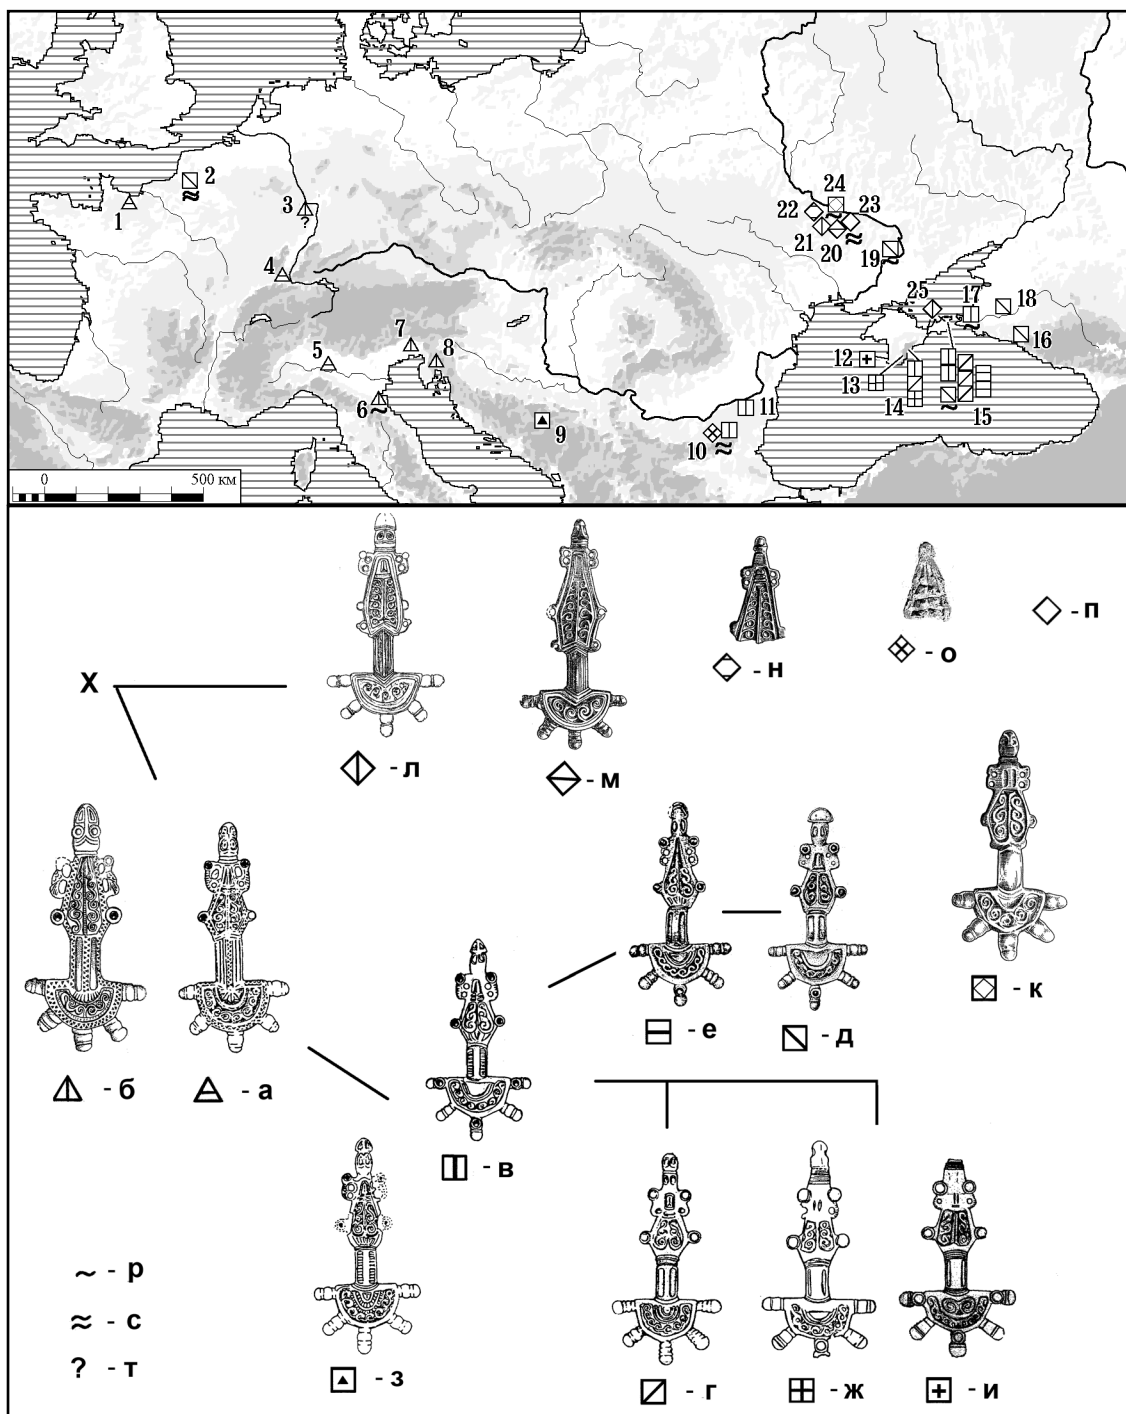 24
2
22
23
3
?
1
21
20
19
4
25
17
18
7
5
8
12
16
13
6
11
14
15
9
10
0 500 км
Х
- л
- м
- н
- о
- п
- к
- б
- а
- е
- д
- в
~ - р
≈ - с
? - т
- з
- г
- ж
- и